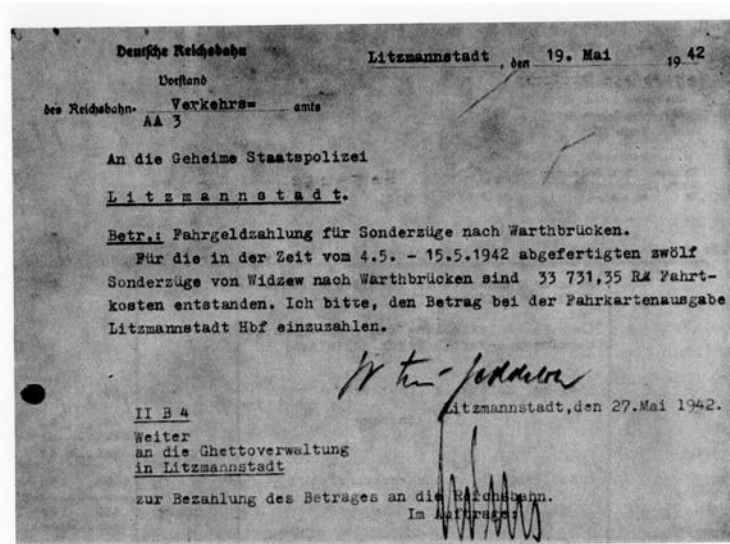 Deutsche Reichsbahn
Litzmannstadt, den 19. Mai 1942
Vorstand
des Reichsbahn- Verkehrs= amts
AA 3
An die Geheime Staatspolizei
Litzmannstadt.
Betr.: Fahrgeldzahlung für Sonderzüge nach Warthbrücken.
Für die in der Zeit vom 4.5. - 15.5.1942 abgefertigten zwölf
Sonderzüge von Widzew nach Warthbrücken sind 33 731,35 RM Fahrt-
kosten entstanden. Ich bitte, den Betrag bei der Fahrkartenausgabe
Litzmannstadt Hbf einzuzahlen.
II B 4
Litzmannstadt,den 27.Mai 1942.
Weiter
an die Ghettoverwaltung
in Litzmannstadt
zur Bezahlung des Betrages an die Reichsbahn.
Im Auftrage: